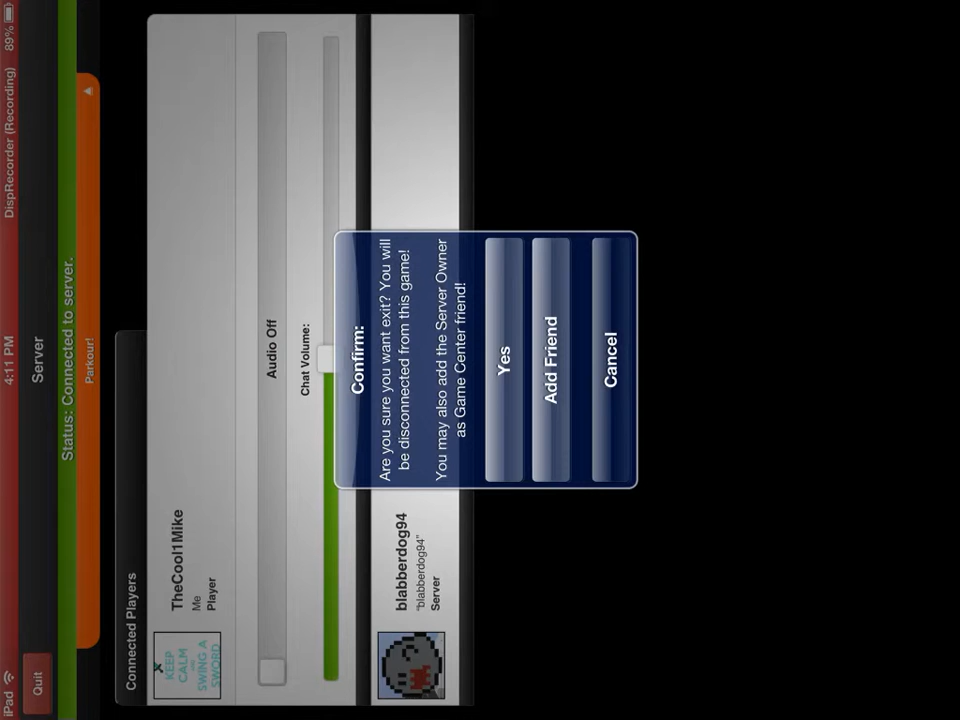 iPad
4:11 PM
DispRecorder (Recording)
89%
Quit
Server
Status: Connected to server.
Parkour!
Connected Players
KEEP
CALM
AND
SWING A
SWORD
TheCool1Mike
Me
Player
Audio Off
Chat Volume:
blabberdog94
"blabberdog94"
Server
Confirm:
Are you sure you want exit? You will
be disconnected from this game!
You may also add the Server Owner
as Game Center friend!
Yes
Add Friend
Cancel